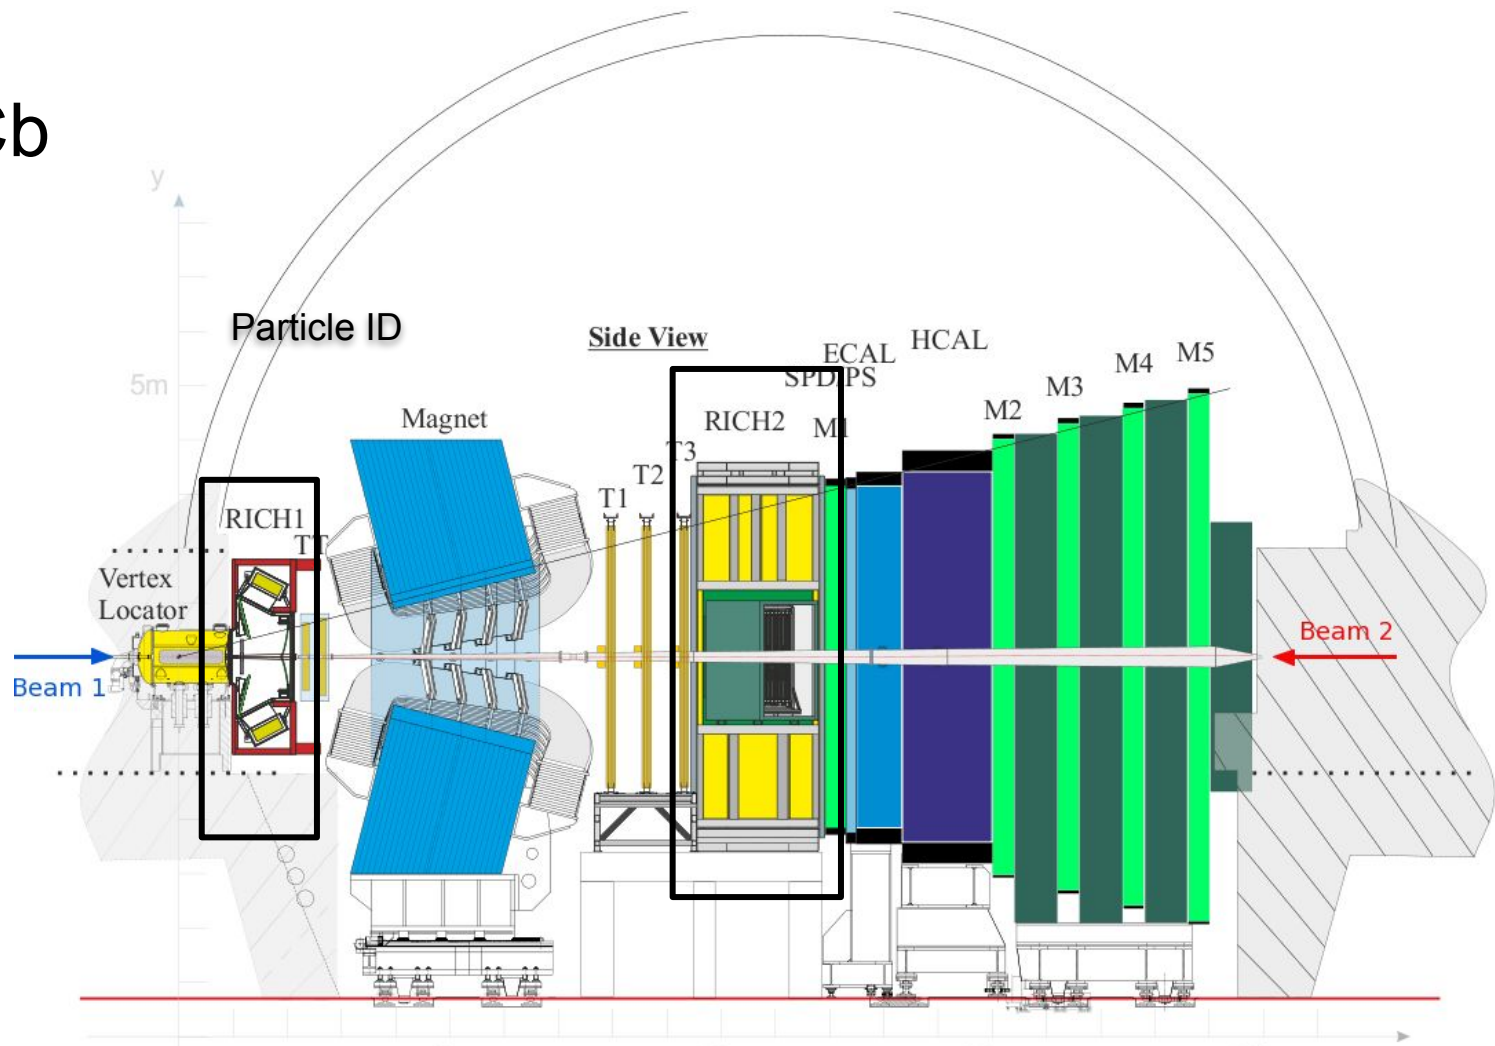 Cb
y
Particle ID
Side View
ECAL
HCAL
SPD/PS
M5
M4
M3
M2
5m
Magnet
RICH2
M1
T3
T2
T1
RICH1
TT
Vertex
Locator
Beam 2
Beam 1